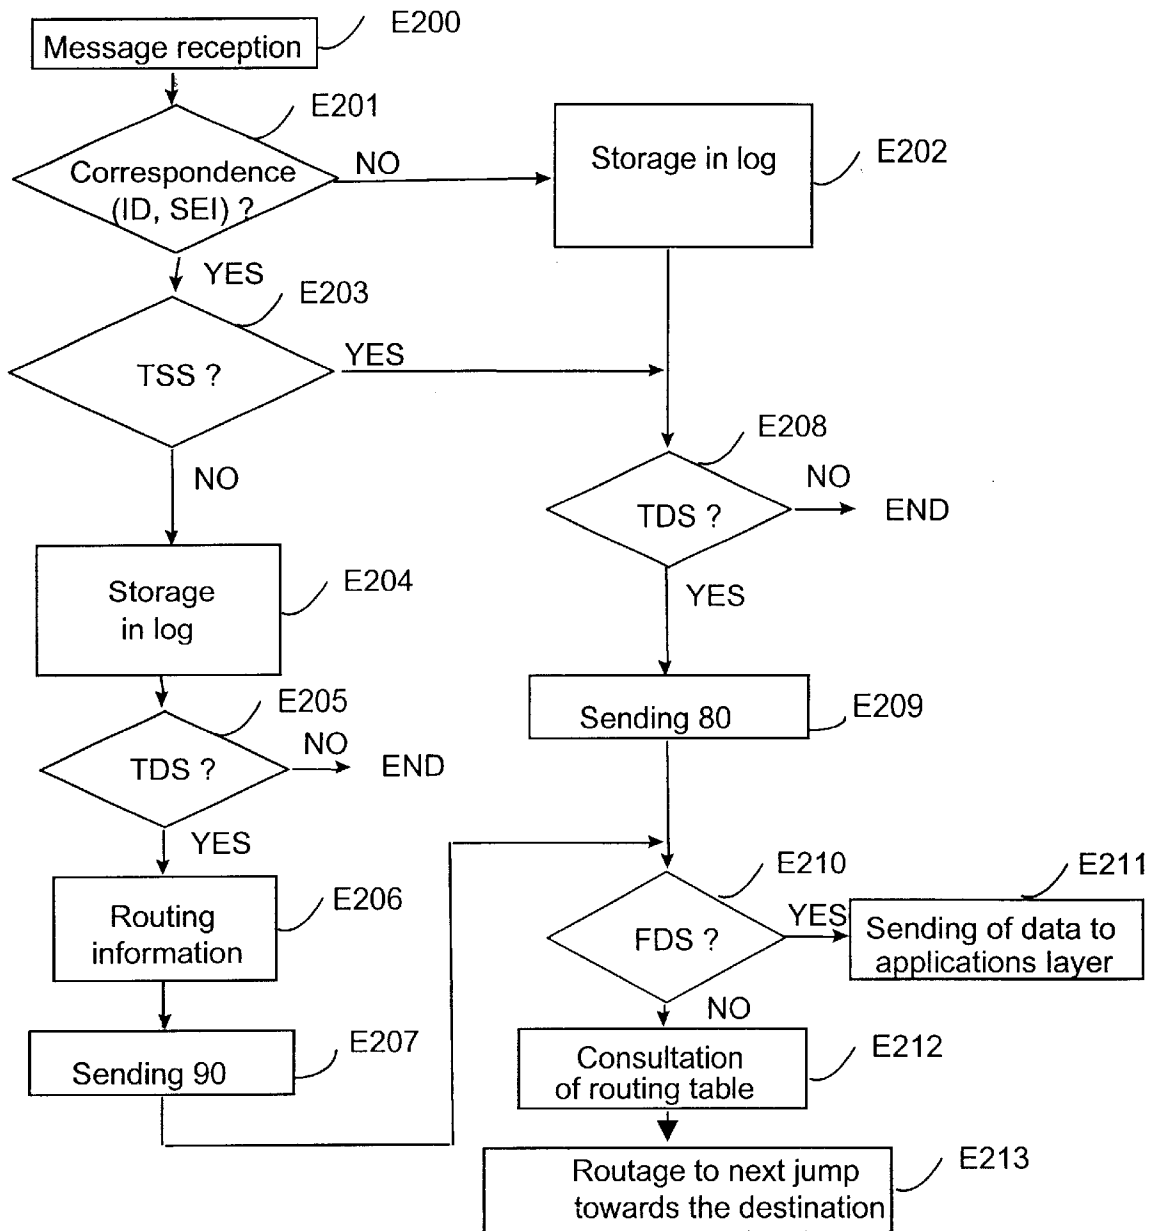 Message reception
E200
E201
Correspondence
(ID, SEI) ?
NO
Storage in log
E202
YES
E203
TSS ?
YES
NO
E208
TDS ?
NO
END
YES
Storage
in log
E204
E205
TDS ?
NO
END
YES
Sending 80
E209
Routing
information
E206
Sending 90
E207
E210
FDS ?
YES
E211
Sending of data to
applications layer
NO
Consultation
of routing table
E212
Routage to next jump
towards the destination
E213